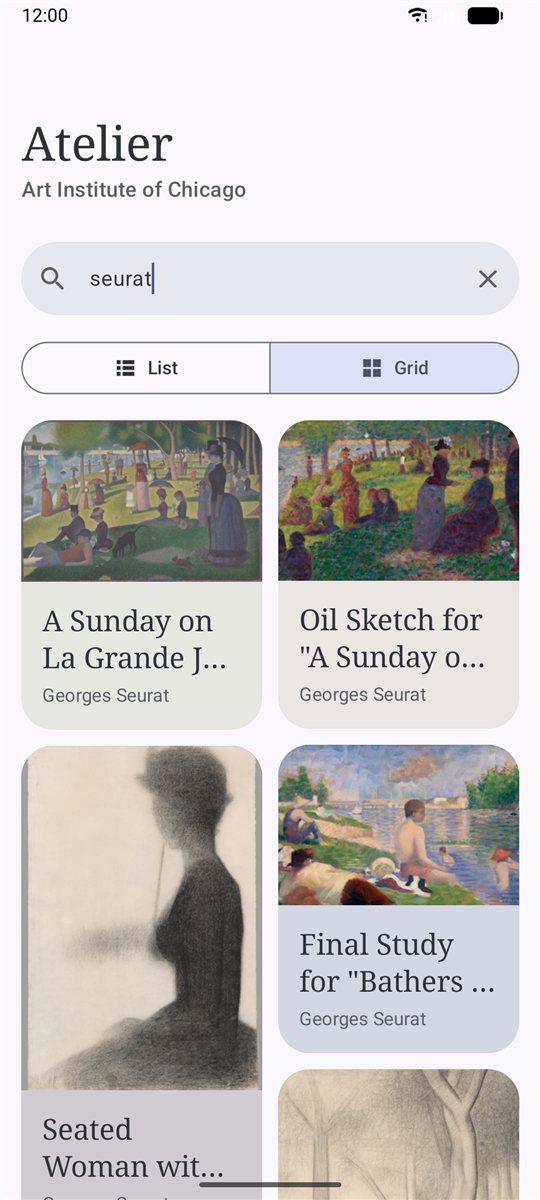 12:00
Atelier
Art Institute of Chicago
seurat
List
Grid
A Sunday on
La Grande J...
Georges Seurat
Oil Sketch for
"A Sunday o...
Georges Seurat
Final Study
for "Bathers ...
Georges Seurat
Seated
Woman wit...